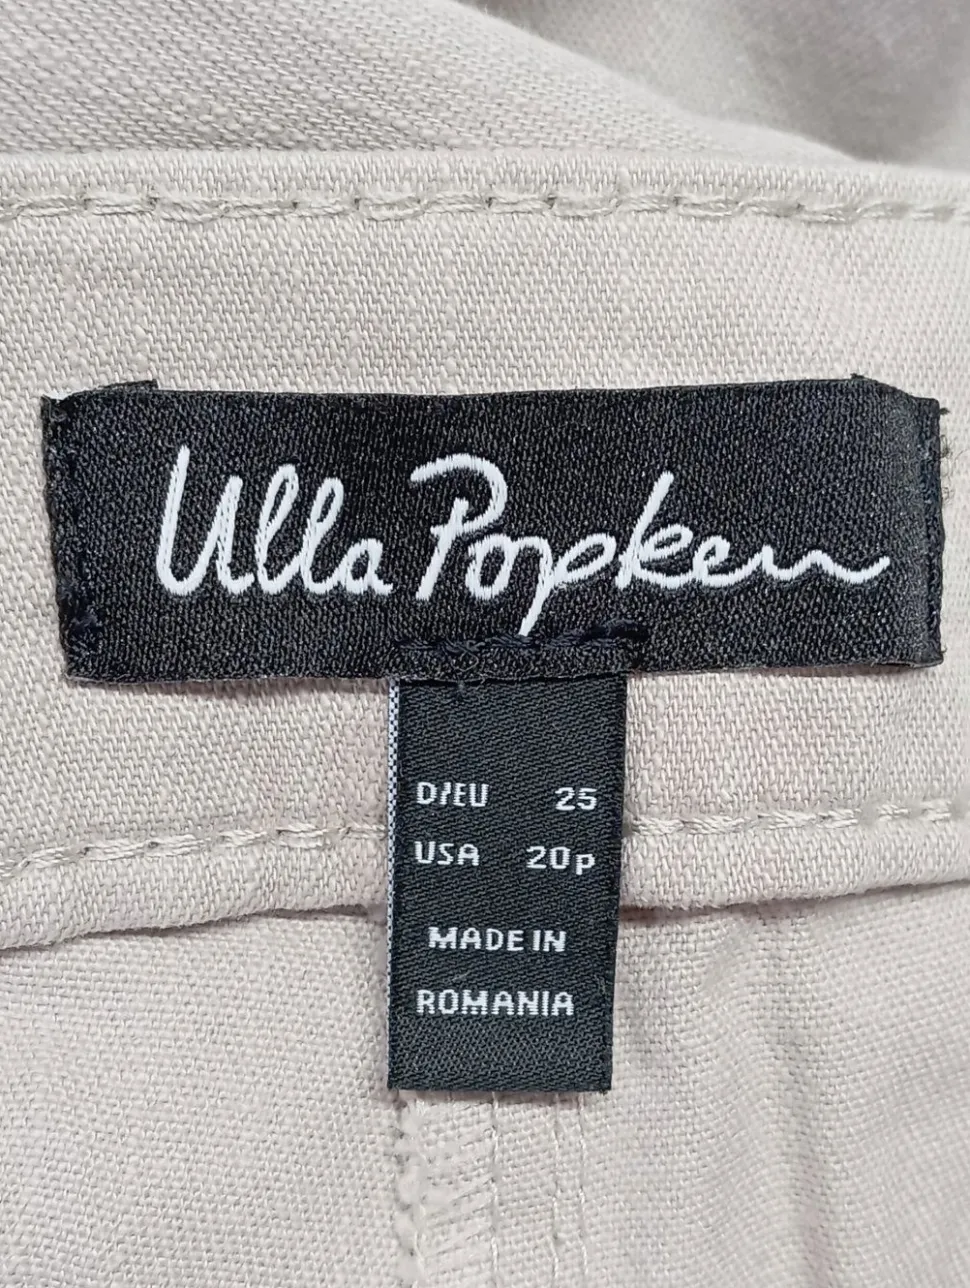 Ulla Popken
D/EU 25
USA 20p
MADE IN
ROMANIA